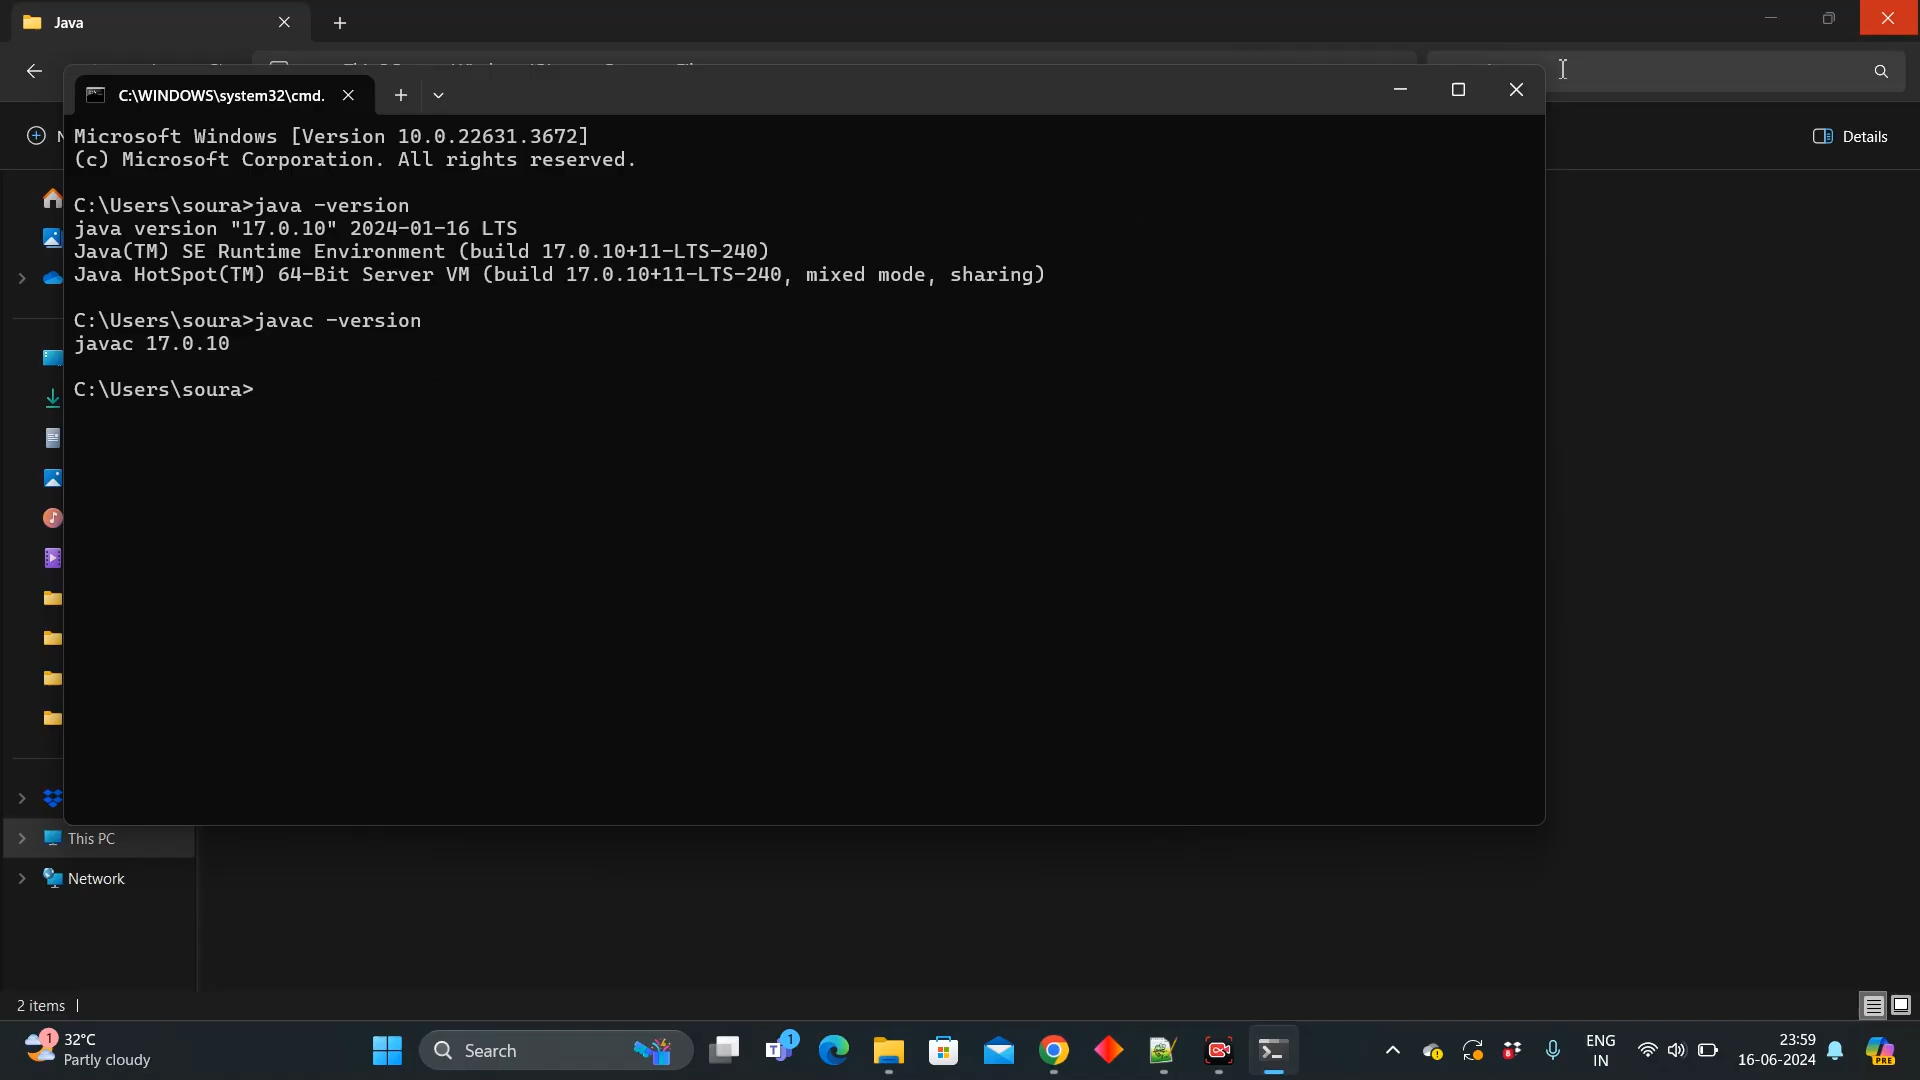 Java
C:\WINDOWS\system32\cmd.
Microsoft Windows [Version 10.0.22631.3672]
(c) Microsoft Corporation. All rights reserved.
C:\Users\soura>java -version
java version "17.0.10" 2024-01-16 LTS
Java(TM) SE Runtime Environment (build 17.0.10+11-LTS-240)
Java HotSpot(TM) 64-Bit Server VM (build 17.0.10+11-LTS-240, mixed mode, sharing)
C:\Users\soura>javac -version
javac 17.0.10
C:\Users\soura>
Details
This PC
Network
2 items
1
32°C
Partly cloudy
Search
1
8
ENG
IN
23:59
16-06-2024
PRE